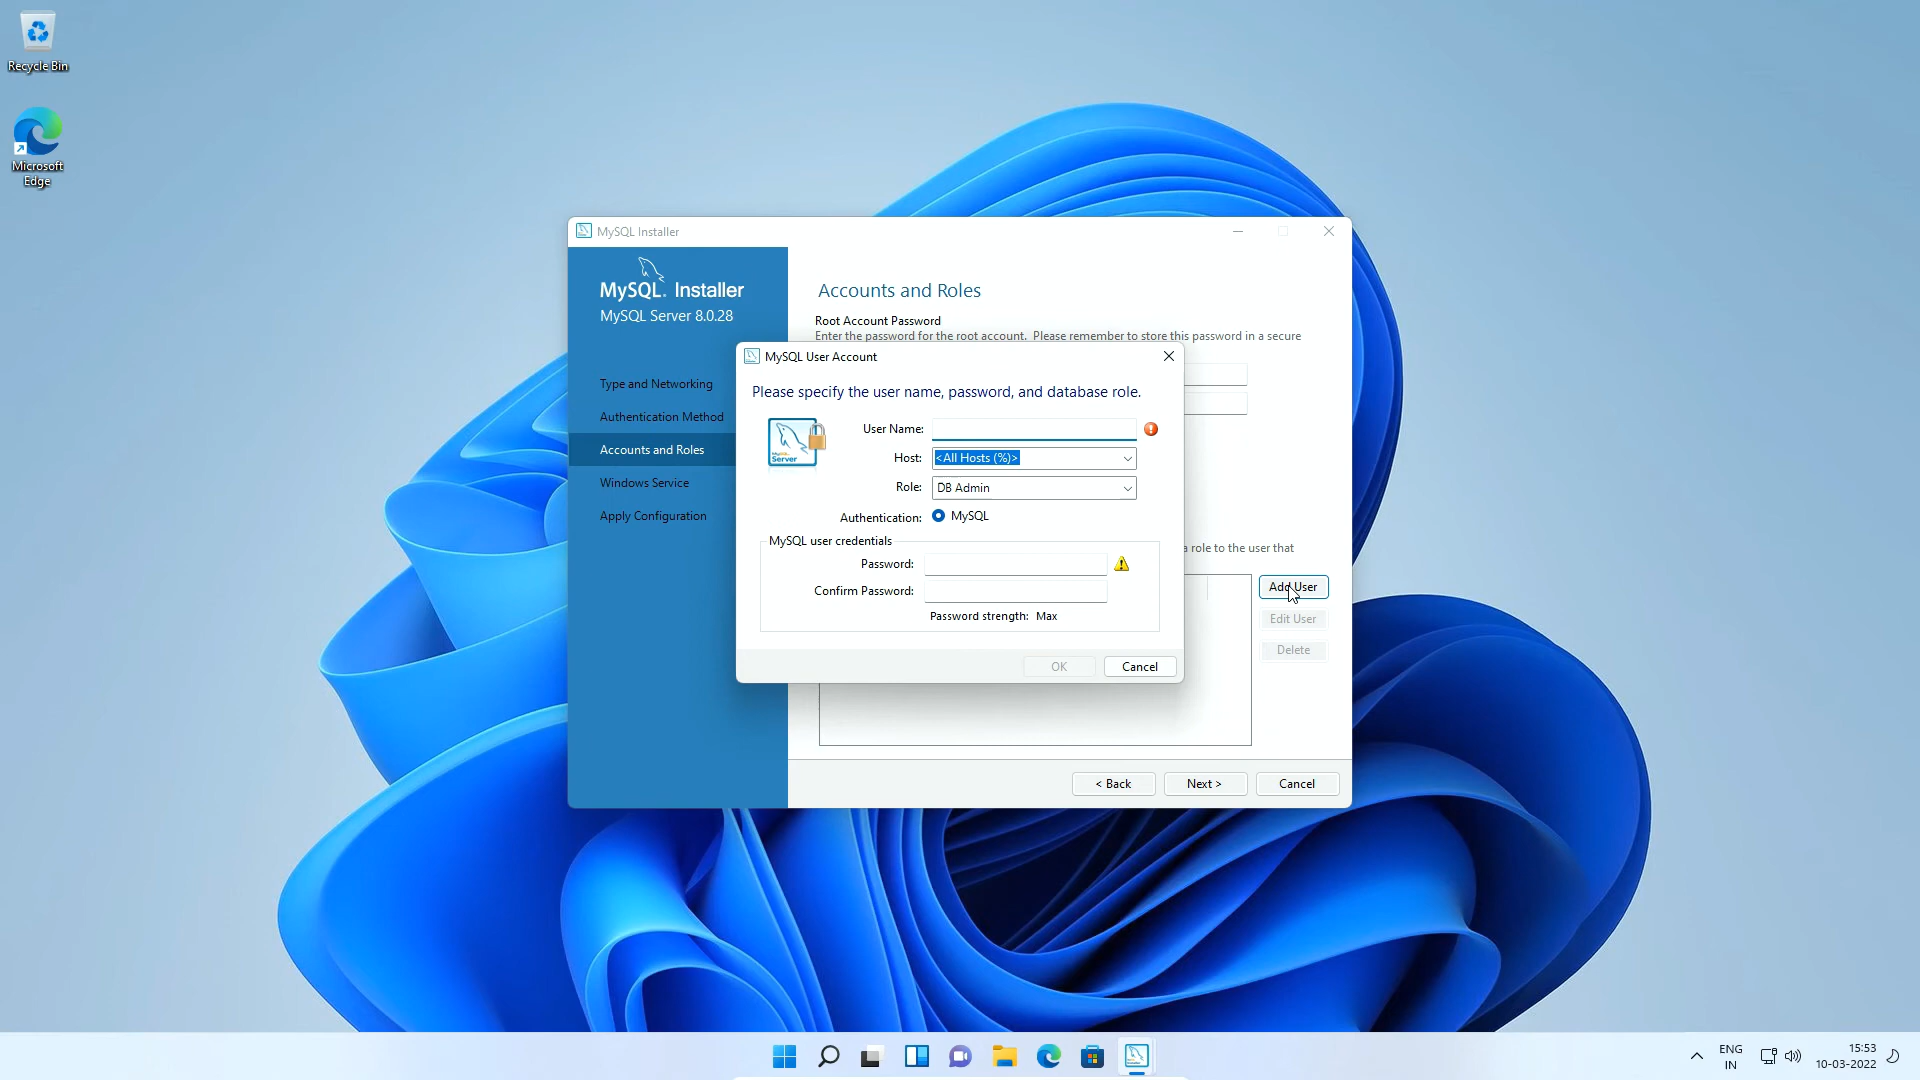 Recycle Bin
Microsoft
Edge
MySQL Installer
MySQL. Installer
MySQL Server 8.0.28
Type and Networking
Authentication Method
Accounts and Roles
Windows Service
Apply Configuration
Accounts and Roles
Root Account Password
Enter the password for the root account. Please remember to store this password in a secure
MySQL User Account
Please specify the user name, password, and database role.
MySQL
Server
User Name:
Host: <All Hosts (%)>
Role: DB Admin
Authentication: MySQL
MySQL user credentials
Password:
Confirm Password:
Password strength: Max
OK Cancel
a role to the user that
Add User
Edit User
Delete
< Back Next > Cancel
ENG
IN
15:53
10-03-2022